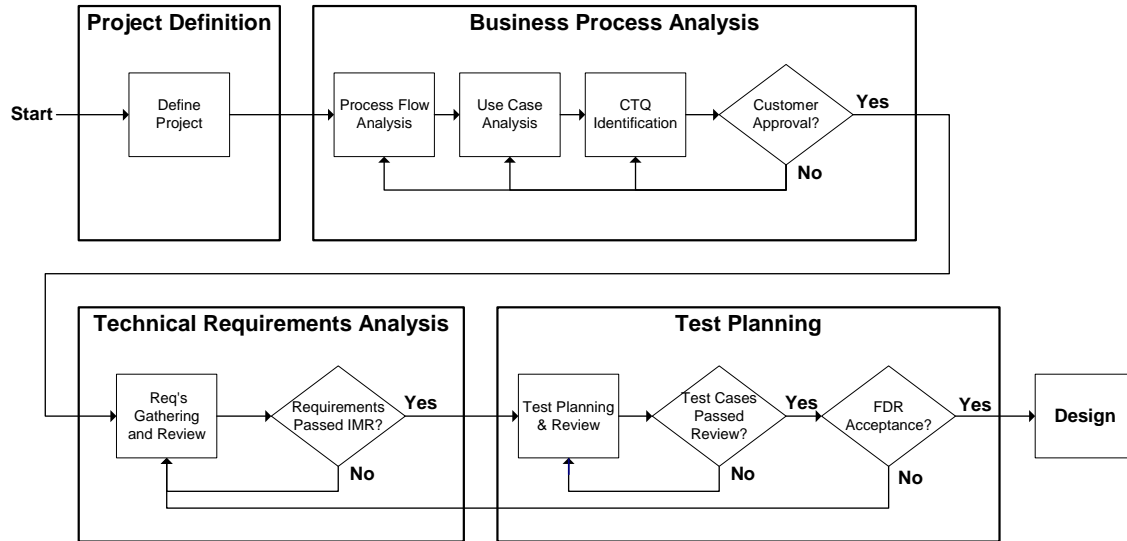 Project Definition
Business Process Analysis
Start
Define
Project
Process Flow
Analysis
Use Case
Analysis
CTQ
Identification
Customer
Approval?
Yes
No
Technical Requirements Analysis
Test Planning
Req's
Gathering
and Review
Requirements
Passed IMR?
Yes
No
Test Planning
& Review
Test Cases
Passed
Review?
Yes
No
FDR
Acceptance?
Yes
No
Design